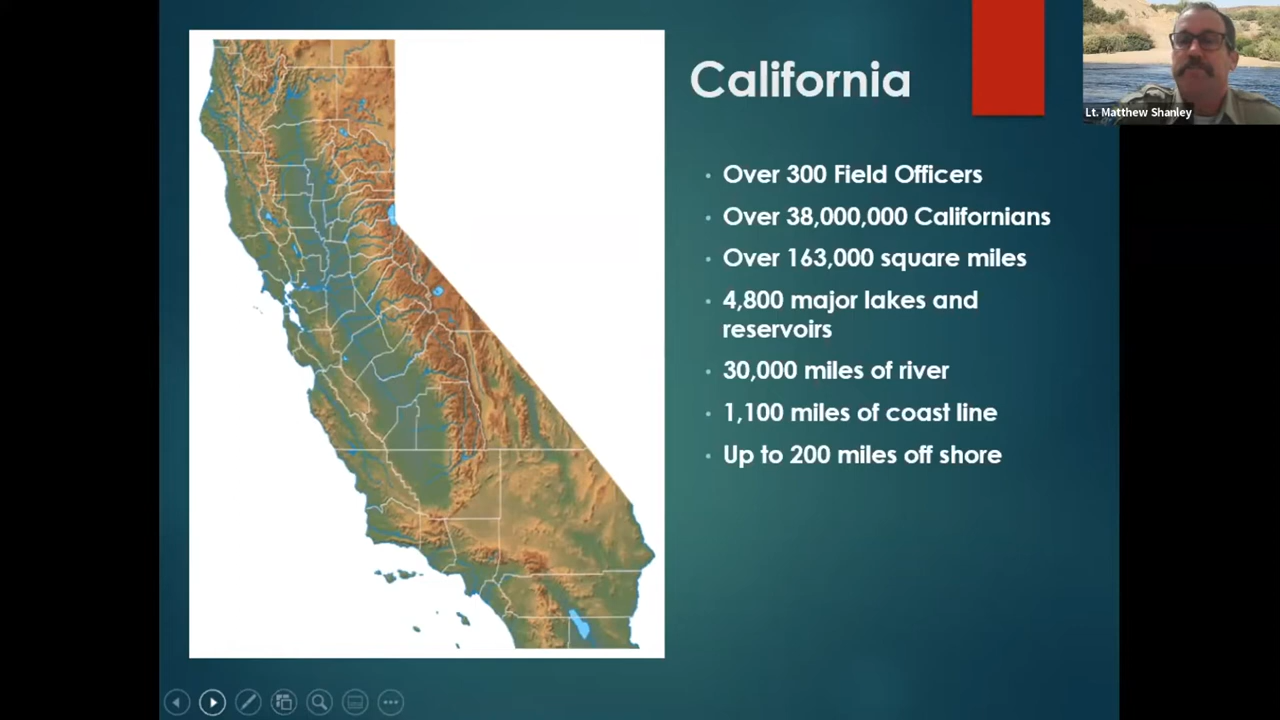 California
Lt. Matthew Shanley
Over 300 Field Officers
Over 38,000,000 Californians
Over 163,000 square miles
4,800 major lakes and
reservoirs
30,000 miles of river
1,100 miles of coast line
Up to 200 miles off shore